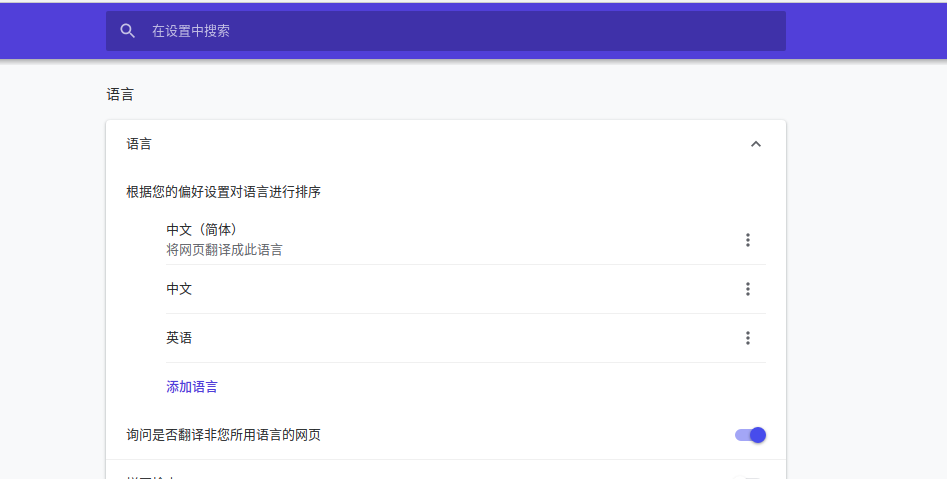 在设置中搜索
语言
语言
根据您的偏好设置对语言进行排序
中文（简体）
将网页翻译成此语言
中文
英语
添加语言
询问是否翻译非您所用语言的网页